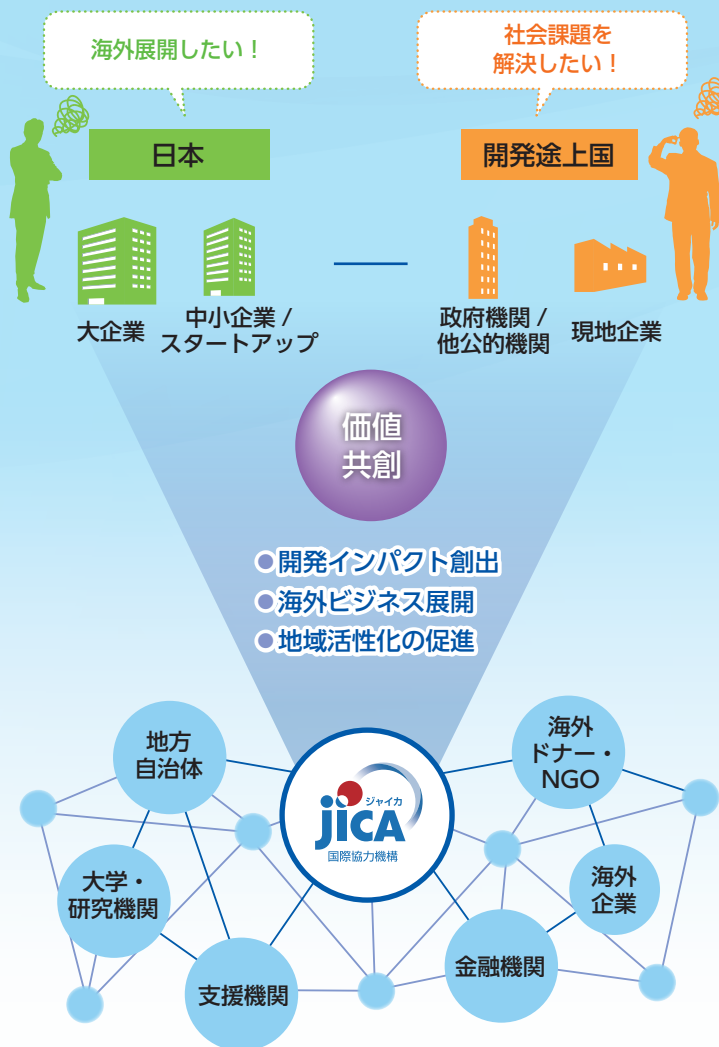 海外展開したい！
社会課題を
解決したい！
日本
開発途上国
大企業
中小企業 /
スタートアップ
政府機関 /
他公的機関
現地企業
価値
共創
●開発インパクト創出
●海外ビジネス展開
●地域活性化の促進
地方
自治体
海外
ドナー・
NGO
ジャイカ
jICA
国際協力機構
大学・
研究機関
海外
企業
支援機関
金融機関